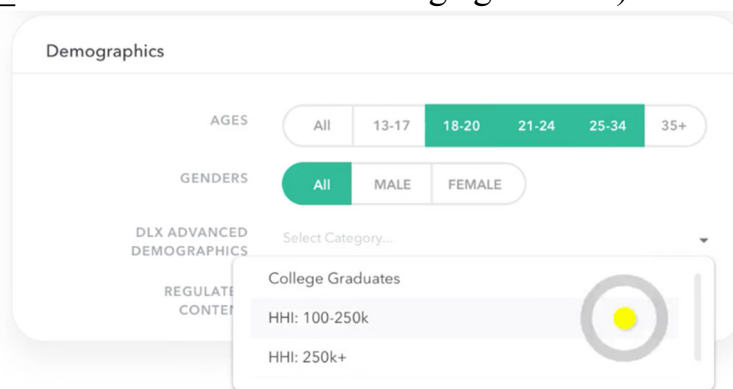 Demographics
AGES All 13-17 18-20 21-24 25-34 35+
GENDERS All MALE FEMALE
DLX ADVANCED
DEMOGRAPHICS
Select Category...
College Graduates
HHI: 100-250k
HHI: 250k+